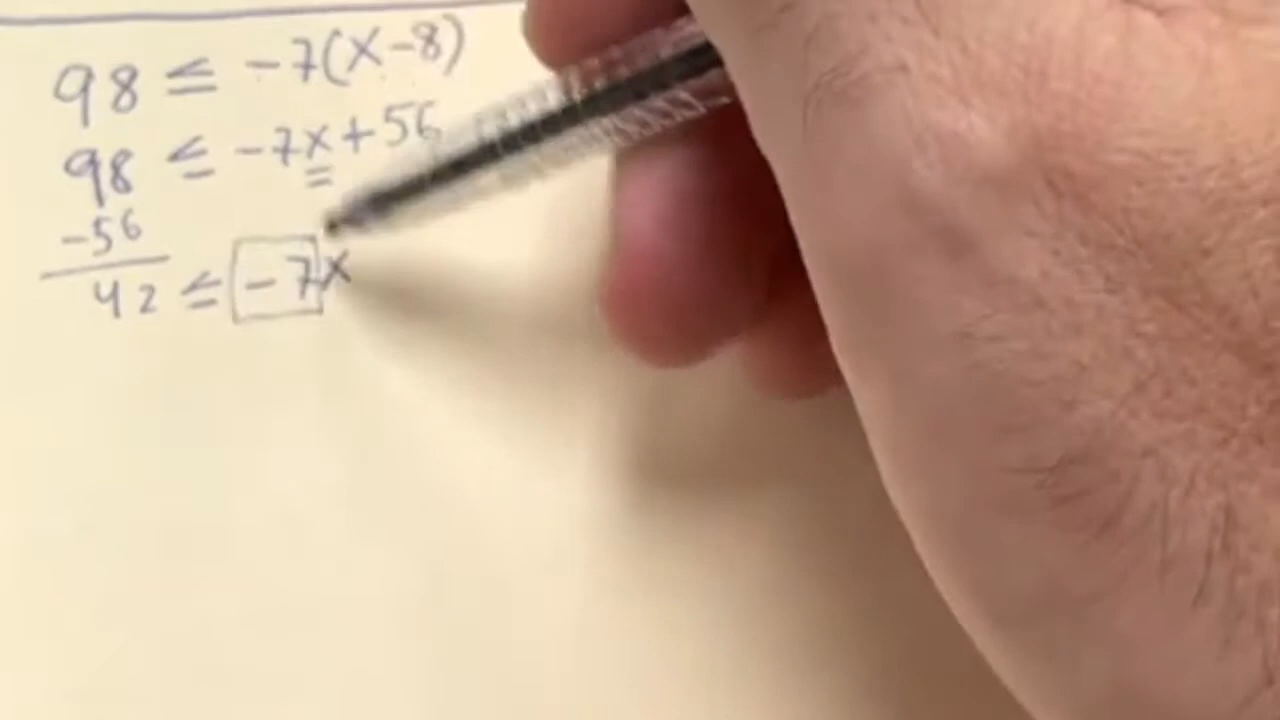 98 ≤ -7(x-8)
98 ≤ -7x+56
-56
42 ≤ -7x